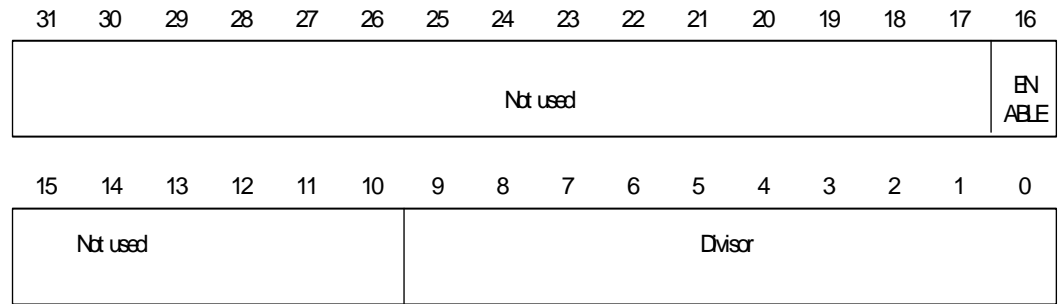 31 30 29 28 27 26 25 24 23 22 21 20 19 18 17 16
Not used
EN
ABLE
15 14 13 12 11 10 9 8 7 6 5 4 3 2 1 0
Not used Divisor